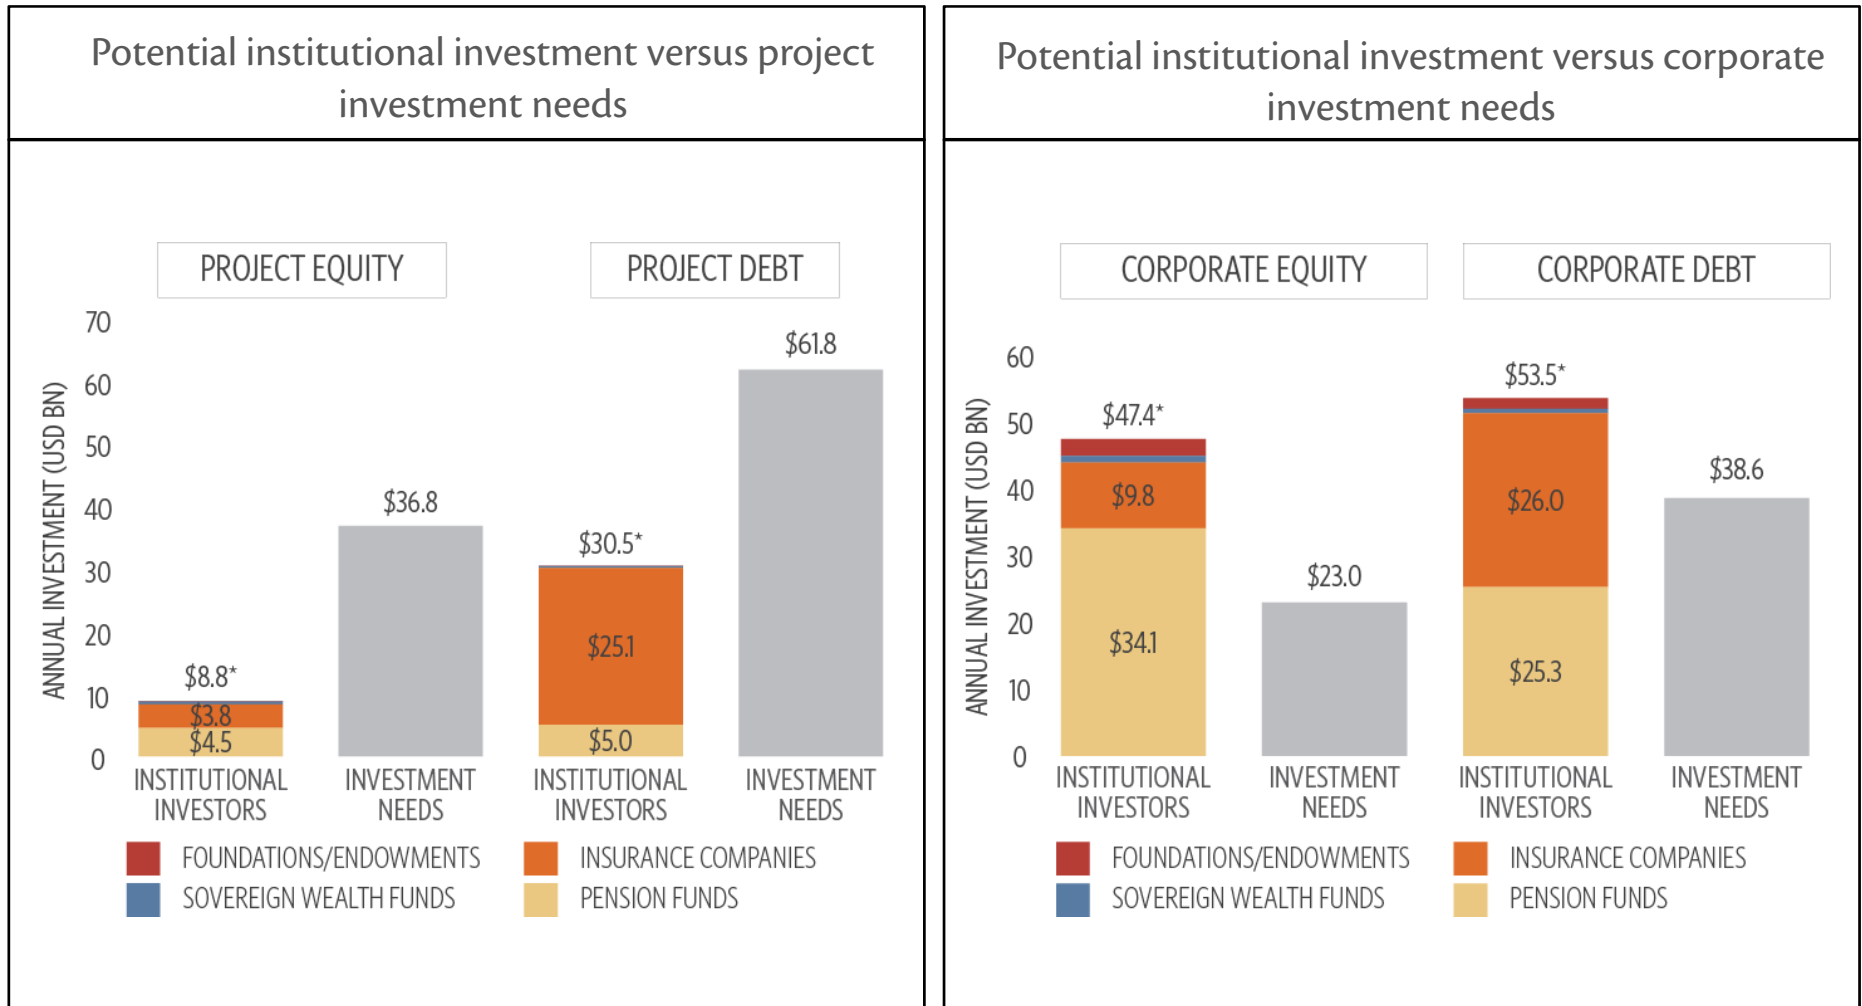 Potential institutional investment versus project
investment needs
PROJECT EQUITY
PROJECT DEBT
ANNUAL INVESTMENT (USD BN)
70
60
50
40
30
20
10
0
$8.8*
$3.8
$4.5
$36.8
$30.5*
$25.1
$5.0
$61.8
INSTITUTIONAL
INVESTORS
INVESTMENT
NEEDS
INSTITUTIONAL
INVESTORS
INVESTMENT
NEEDS
FOUNDATIONS/ENDOWMENTS
INSURANCE COMPANIES
SOVEREIGN WEALTH FUNDS
PENSION FUNDS
Potential institutional investment versus corporate
investment needs
CORPORATE EQUITY
CORPORATE DEBT
ANNUAL INVESTMENT (USD BN)
60
50
40
30
20
10
0
$47.4*
$9.8
$34.1
$23.0
$53.5*
$26.0
$25.3
$38.6
INSTITUTIONAL
INVESTORS
INVESTMENT
NEEDS
INSTITUTIONAL
INVESTORS
INVESTMENT
NEEDS
FOUNDATIONS/ENDOWMENTS
INSURANCE COMPANIES
SOVEREIGN WEALTH FUNDS
PENSION FUNDS